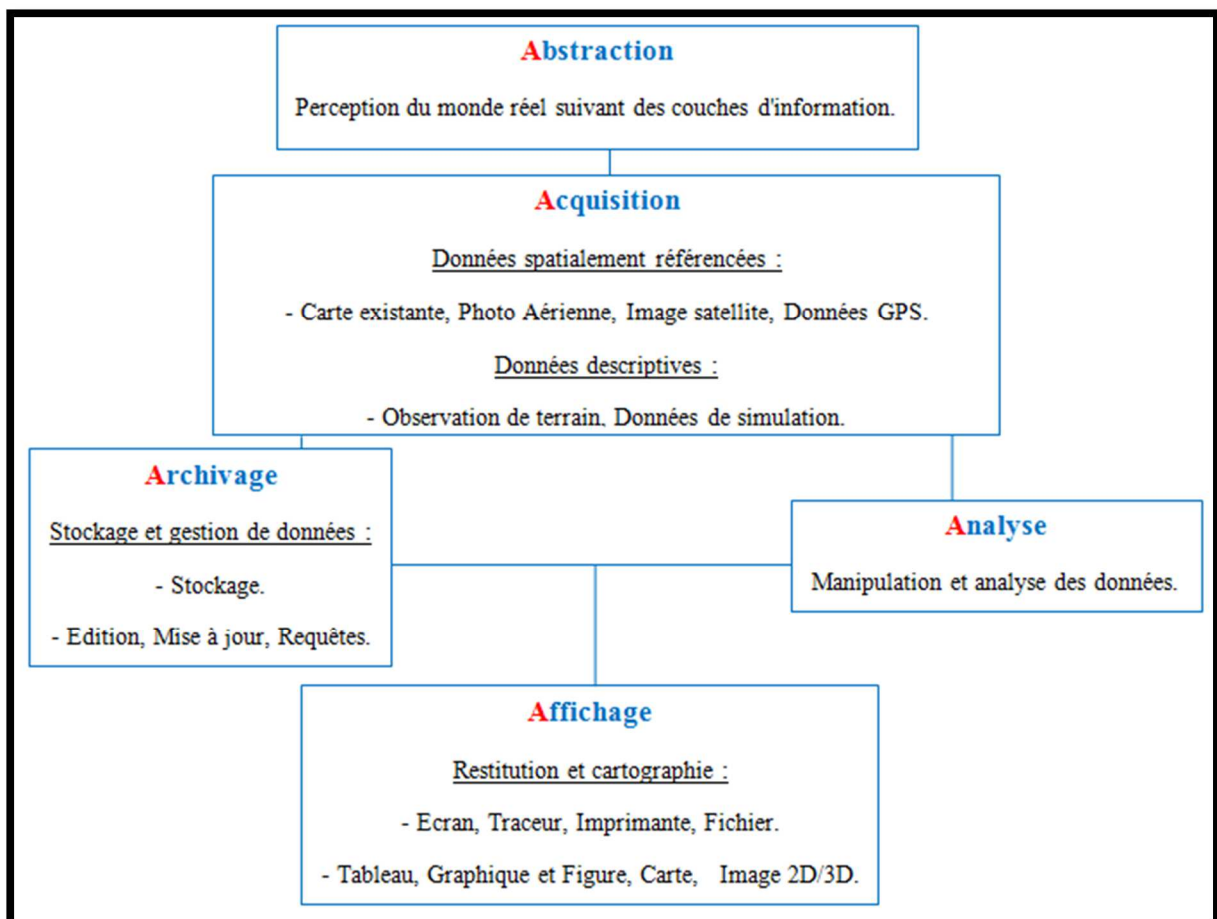 Abstraction
Perception du monde réel suivant des couches d'information.
Acquisition
Données spatialement référencées :
- Carte existante, Photo Aérienne, Image satellite, Données GPS.
Données descriptives :
- Observation de terrain. Données de simulation.
Archivage
Stockage et gestion de données :
- Stockage.
- Edition, Mise à jour, Requêtes.
Analyse
Manipulation et analyse des données.
Affichage
Restitution et cartographie :
- Ecran, Traceur, Imprimante, Fichier.
- Tableau, Graphique et Figure, Carte, Image 2D/3D.